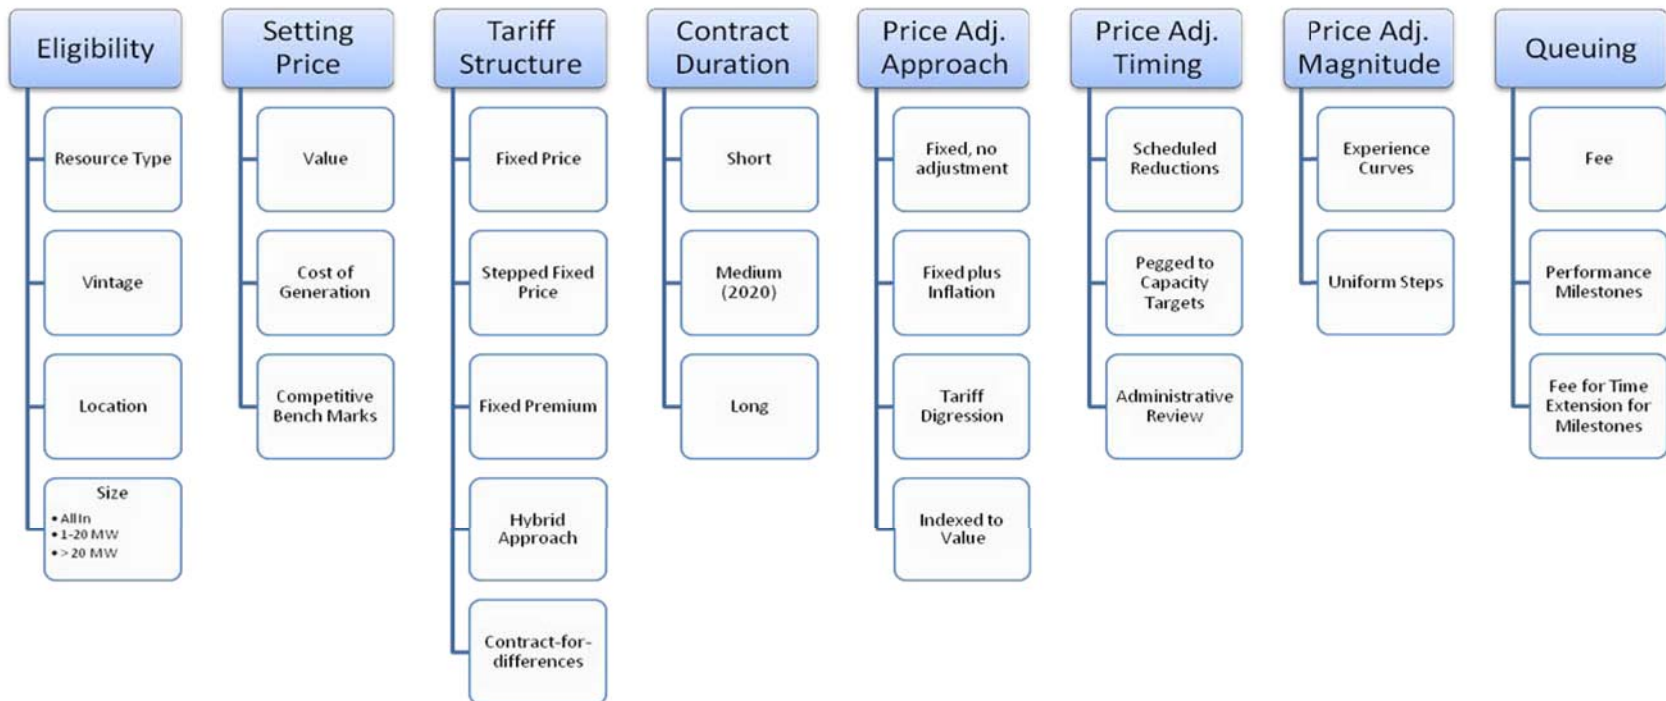 Eligibility
Resource Type
Vintage
Location
Size
• All In
• 1-20 MW
• > 20 MW
Setting
Price
Value
Cost of
Generation
Competitive
Bench Marks
Tariff
Structure
Fixed Price
Stepped Fixed
Price
Fixed Premium
Hybrid
Approach
Contract-for-
differences
Contract
Duration
Short
Medium
(2020)
Long
Price Adj.
Approach
Fixed, no
adjustment
Fixed plus
Inflation
Tariff
Digression
Indexed to
Value
Price Adj.
Timing
Scheduled
Reductions
Pegged to
Capacity
Targets
Administrative
Review
Price Adj.
Magnitude
Experience
Curves
Uniform Steps
Queuing
Fee
Performance
Milestones
Fee for Time
Extension for
Milestones